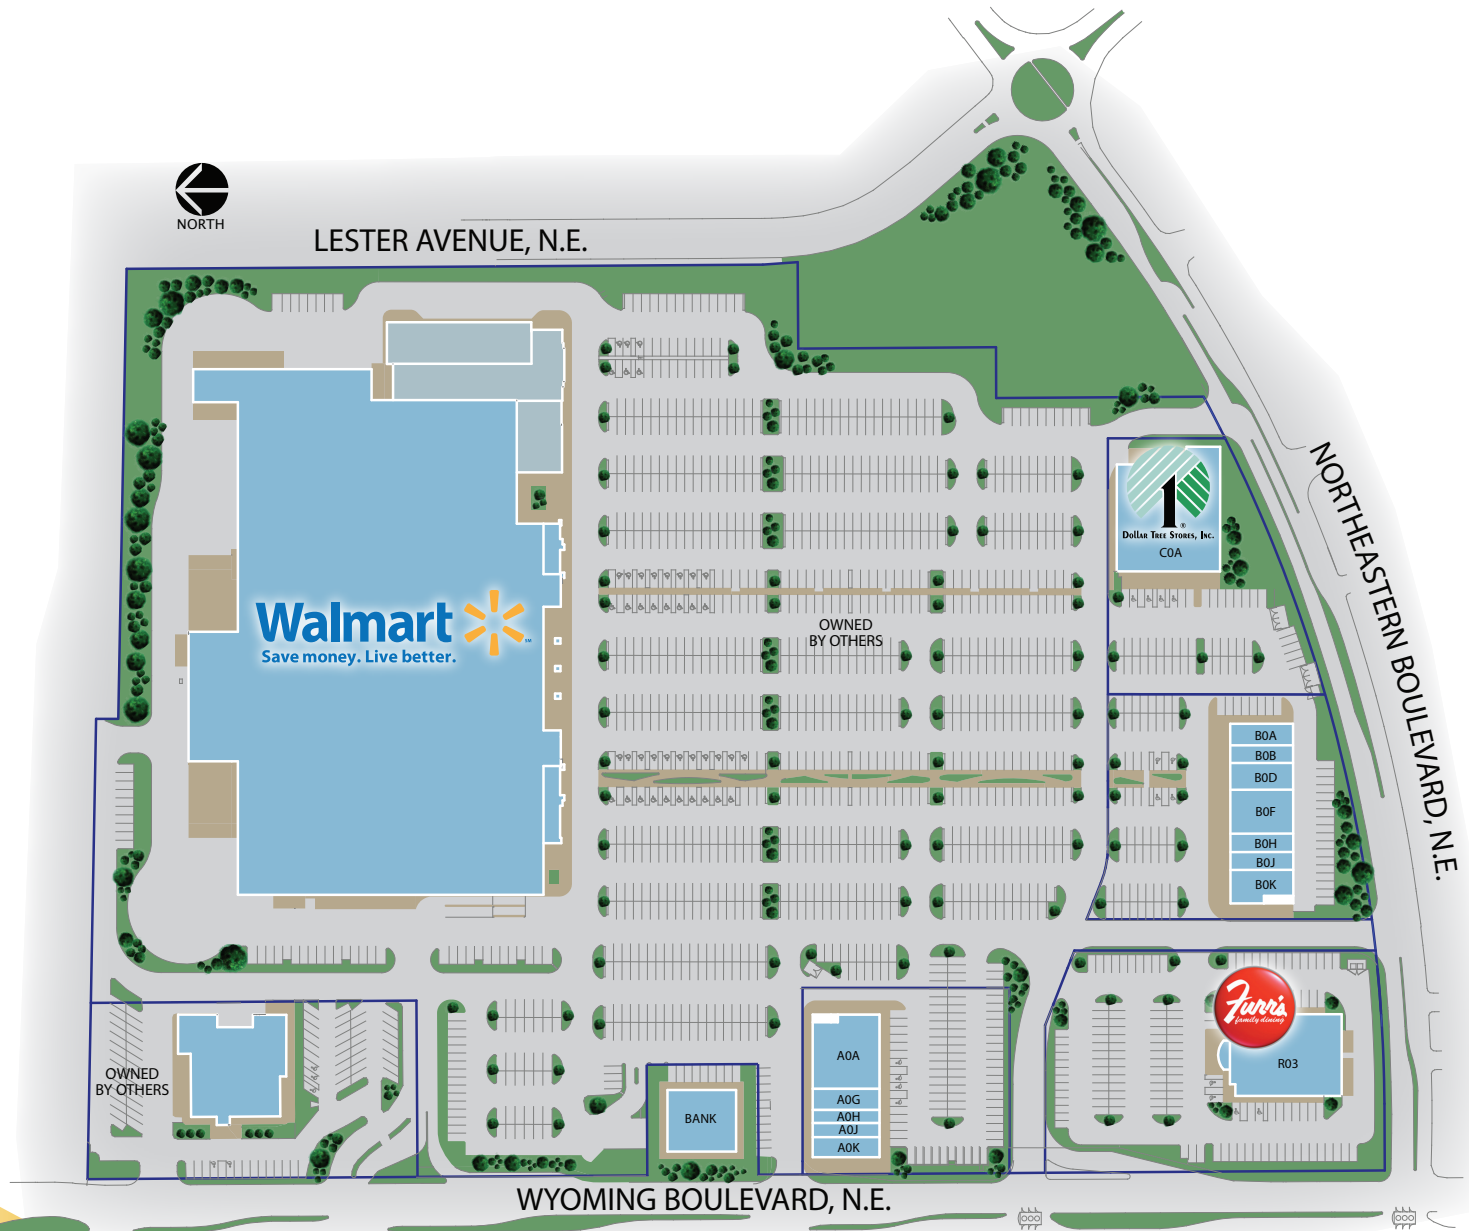 NORTH
LESTER AVENUE, N.E.
NORTHEASTERN BOULEVARD, N.E.
1
®
Dollar Tree Stores, Inc.
C0A
Walmart
SM
Save money. Live better.
OWNED
BY OTHERS
B0A
B0B
B0D
B0F
B0H
B0J
B0K
Furr's
family dining
R03
OWNED
BY OTHERS
BANK
A0A
A0G
A0H
A0J
A0K
WYOMING BOULEVARD, N.E.